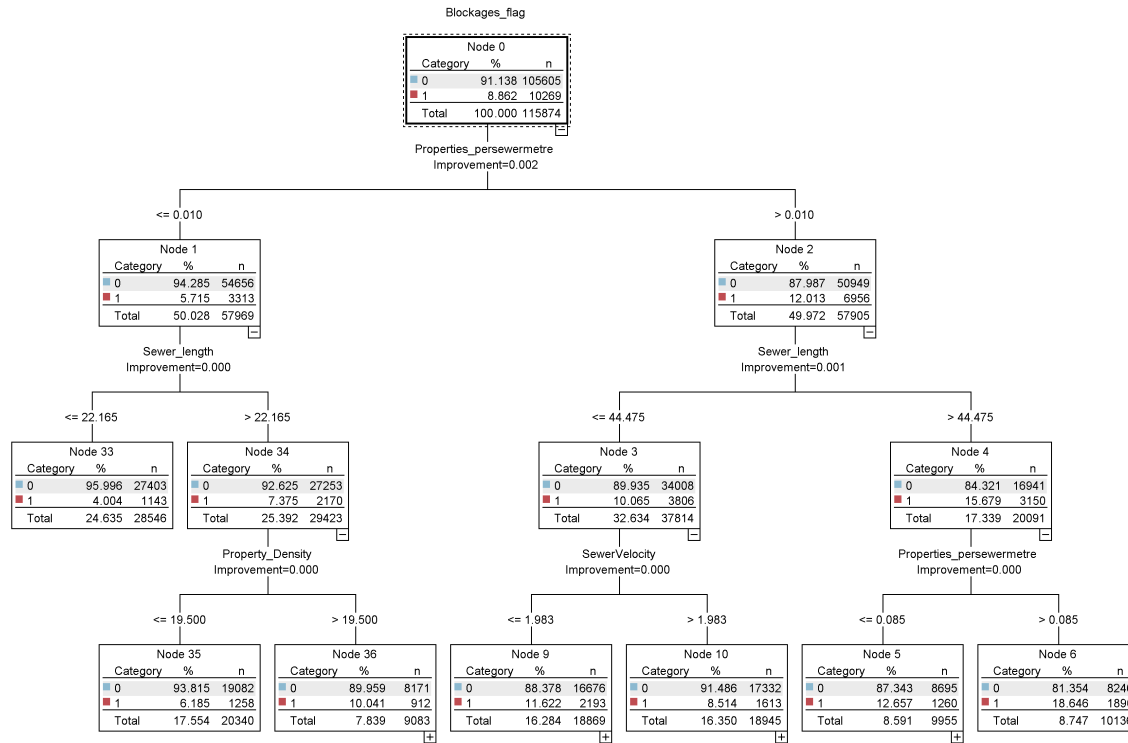 Blockages_flag
Node 0
Category % n
0 91.138 105605
1 8.862 10269
Total 100.000 115874
Properties_persewermetre
Improvement=0.002
<= 0.010
> 0.010
Node 1
Category % n
0 94.285 54656
1 5.715 3313
Total 50.028 57969
Node 2
Category % n
0 87.987 50949
1 12.013 6956
Total 49.972 57905
Sewer_length
Improvement=0.000
Sewer_length
Improvement=0.001
<= 22.165
> 22.165
<= 44.475
> 44.475
Node 33
Category % n
0 95.996 27403
1 4.004 1143
Total 24.635 28546
Node 34
Category % n
0 92.625 27253
1 7.375 2170
Total 25.392 29423
Node 3
Category % n
0 89.935 34008
1 10.065 3806
Total 32.634 37814
Node 4
Category % n
0 84.321 16941
1 15.679 3150
Total 17.339 20091
Property_Density
Improvement=0.000
SewerVelocity
Improvement=0.000
Properties_persewermetre
Improvement=0.000
<= 19.500
> 19.500
<= 1.983
> 1.983
<= 0.085
> 0.085
Node 35
Category % n
0 93.815 19082
1 6.185 1258
Total 17.554 20340
Node 36
Category % n
0 89.959 8171
1 10.041 912
Total 7.839 9083
Node 9
Category % n
0 88.378 16676
1 11.622 2193
Total 16.284 18869
Node 10
Category % n
0 91.486 17332
1 8.514 1613
Total 16.350 18945
Node 5
Category % n
0 87.343 8695
1 12.657 1260
Total 8.591 9955
Node 6
Category % n
0 81.354
1 18.646
Total 8.747